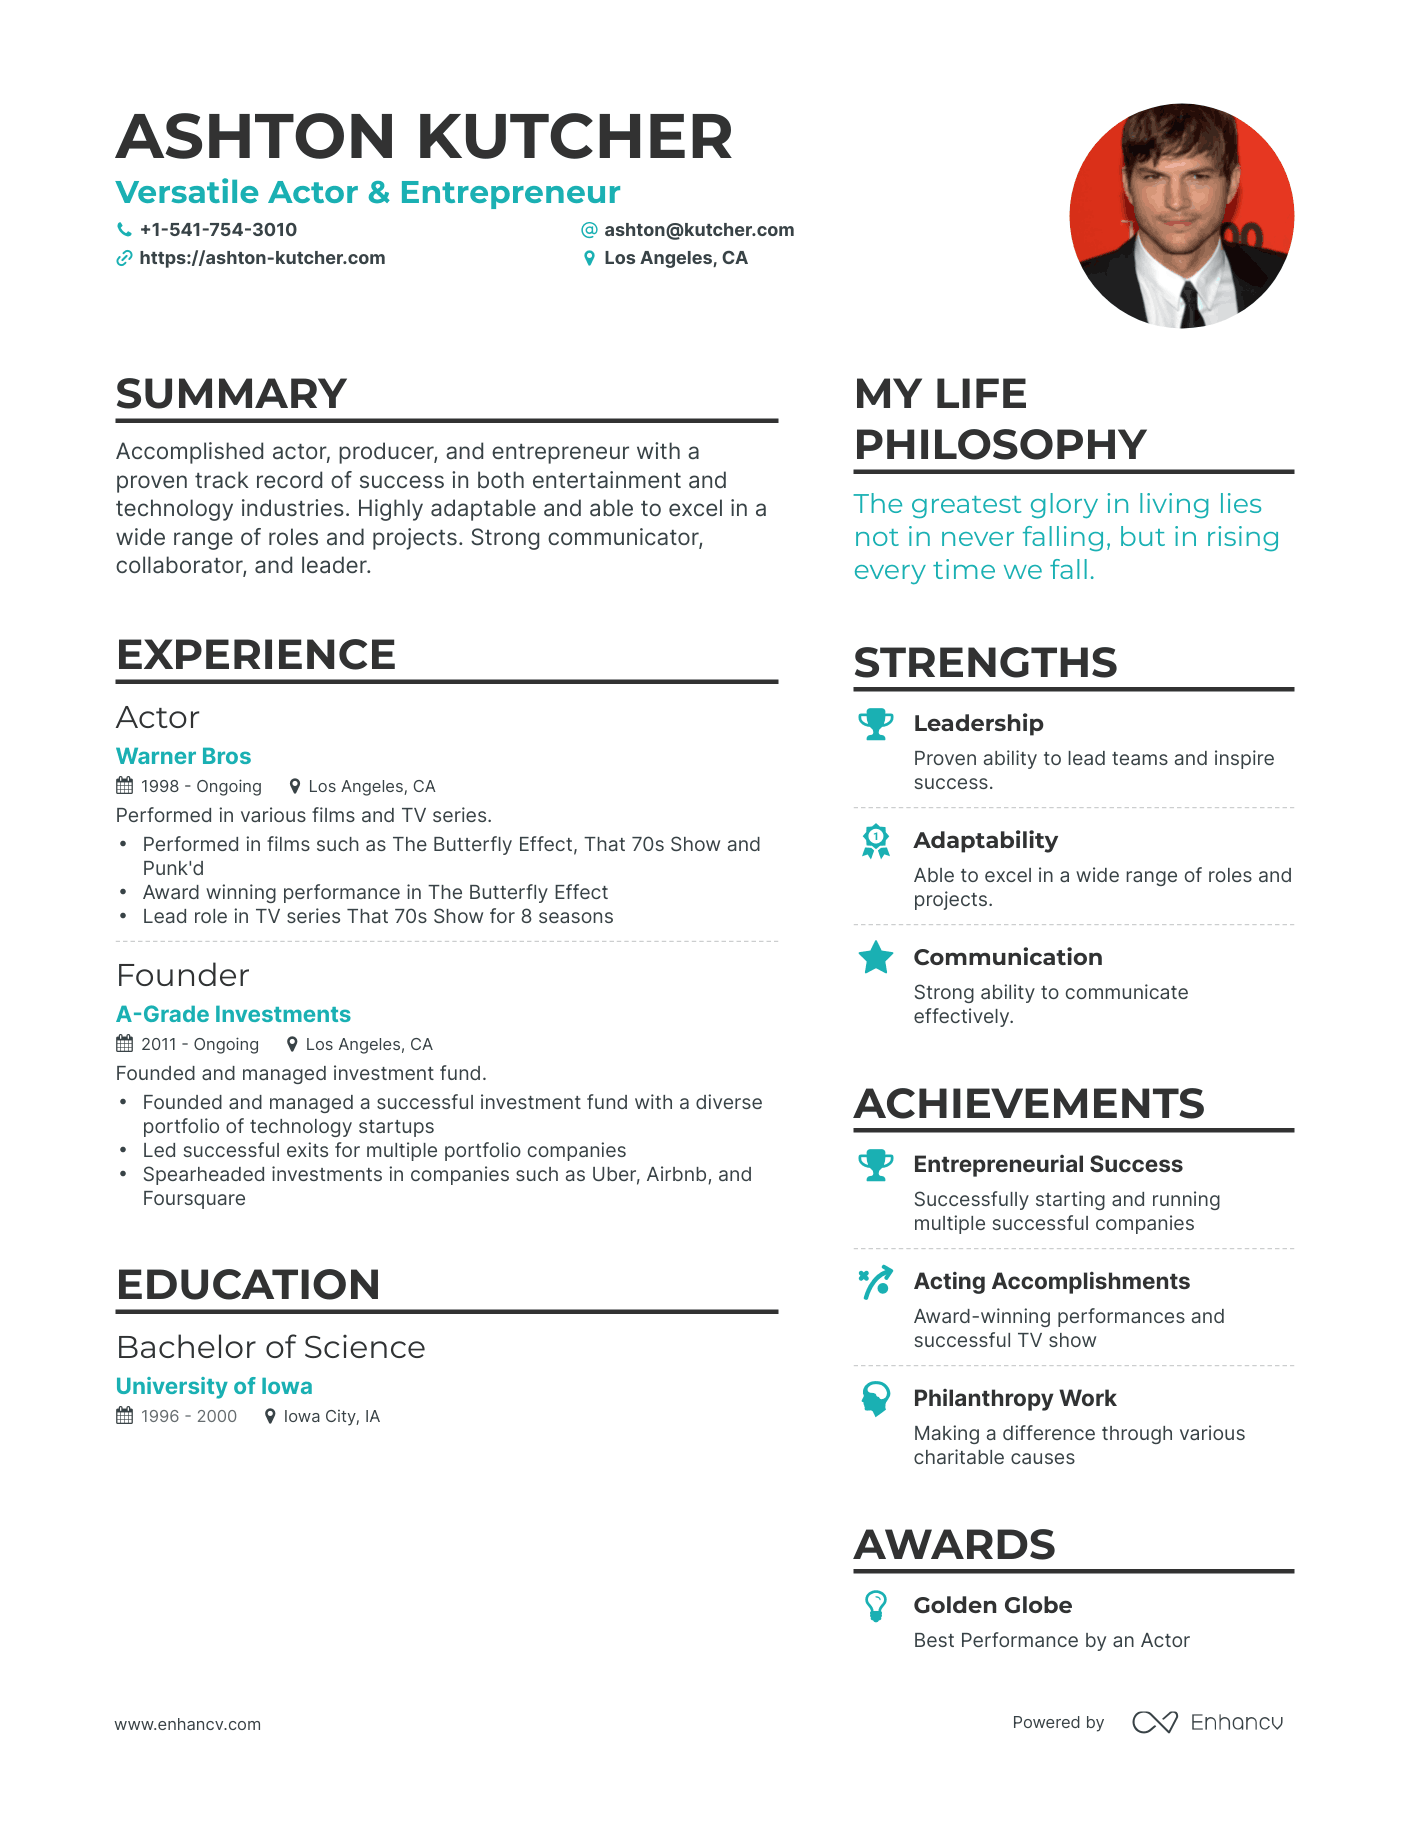 ASHTON KUTCHER
Versatile Actor & Entrepreneur
+1-541-754-3010
ashton@kutcher.com
https://ashton-kutcher.com
Los Angeles, CA
SUMMARY
Accomplished actor, producer, and entrepreneur with a
proven track record of success in both entertainment and
technology industries. Highly adaptable and able to excel in a
wide range of roles and projects. Strong communicator,
collaborator, and leader.
EXPERIENCE
Actor
Warner Bros
1998 - Ongoing
Los Angeles, CA
Performed in various films and TV series.
• Performed in films such as The Butterfly Effect, That 70s Show and
Punk'd
• Award winning performance in The Butterfly Effect
• Lead role in TV series That 70s Show for 8 seasons
Founder
A-Grade Investments
2011 - Ongoing
Los Angeles, CA
Founded and managed investment fund.
• Founded and managed a successful investment fund with a diverse
portfolio of technology startups
• Led successful exits for multiple portfolio companies
• Spearheaded investments in companies such as Uber, Airbnb, and
Foursquare
EDUCATION
Bachelor of Science
University of Iowa
1996 - 2000
Iowa City, IA
MY LIFE
PHILOSOPHY
The greatest glory in living lies
not in never falling, but in rising
every time we fall.
STRENGTHS
Leadership
Proven ability to lead teams and inspire
success.
1
Adaptability
Able to excel in a wide range of roles and
projects.
Communication
Strong ability to communicate
effectively.
ACHIEVEMENTS
Entrepreneurial Success
Successfully starting and running
multiple successful companies
Acting Accomplishments
Award-winning performances and
successful TV show
Philanthropy Work
Making a difference through various
charitable causes
AWARDS
Golden Globe
Best Performance by an Actor
www.enhancv.com
Powered by
Enhancv